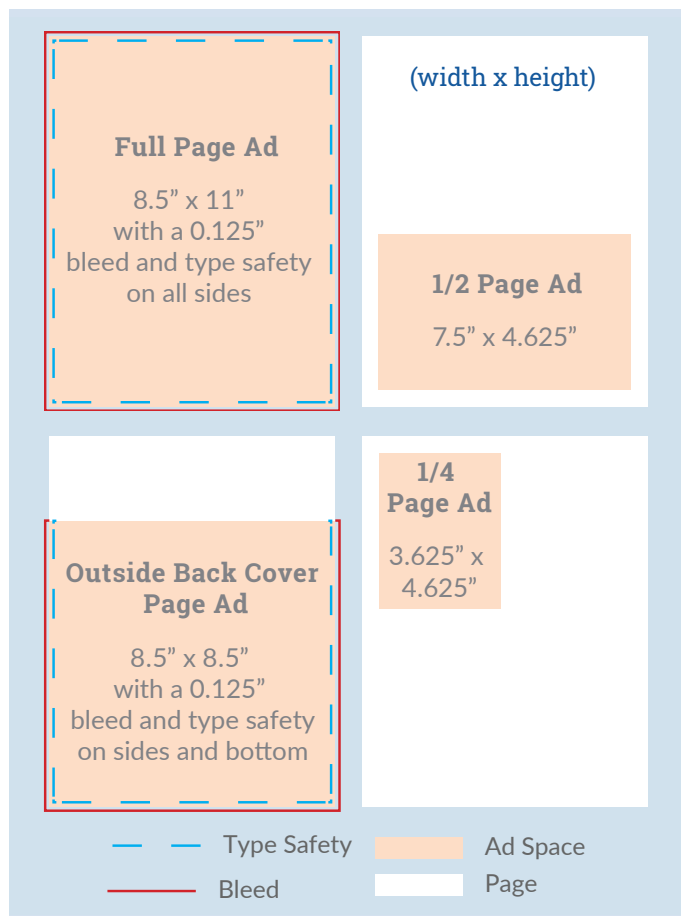 Full Page Ad
8.5” x 11”
with a 0.125”
bleed and type safety
on all sides
(width x height)
1/2 Page Ad
7.5” x 4.625”
Outside Back Cover
Page Ad
8.5” x 8.5”
with a 0.125”
bleed and type safety
on sides and bottom
1/4
Page Ad
3.625” x
4.625”
Type Safety
Ad Space
Bleed
Page